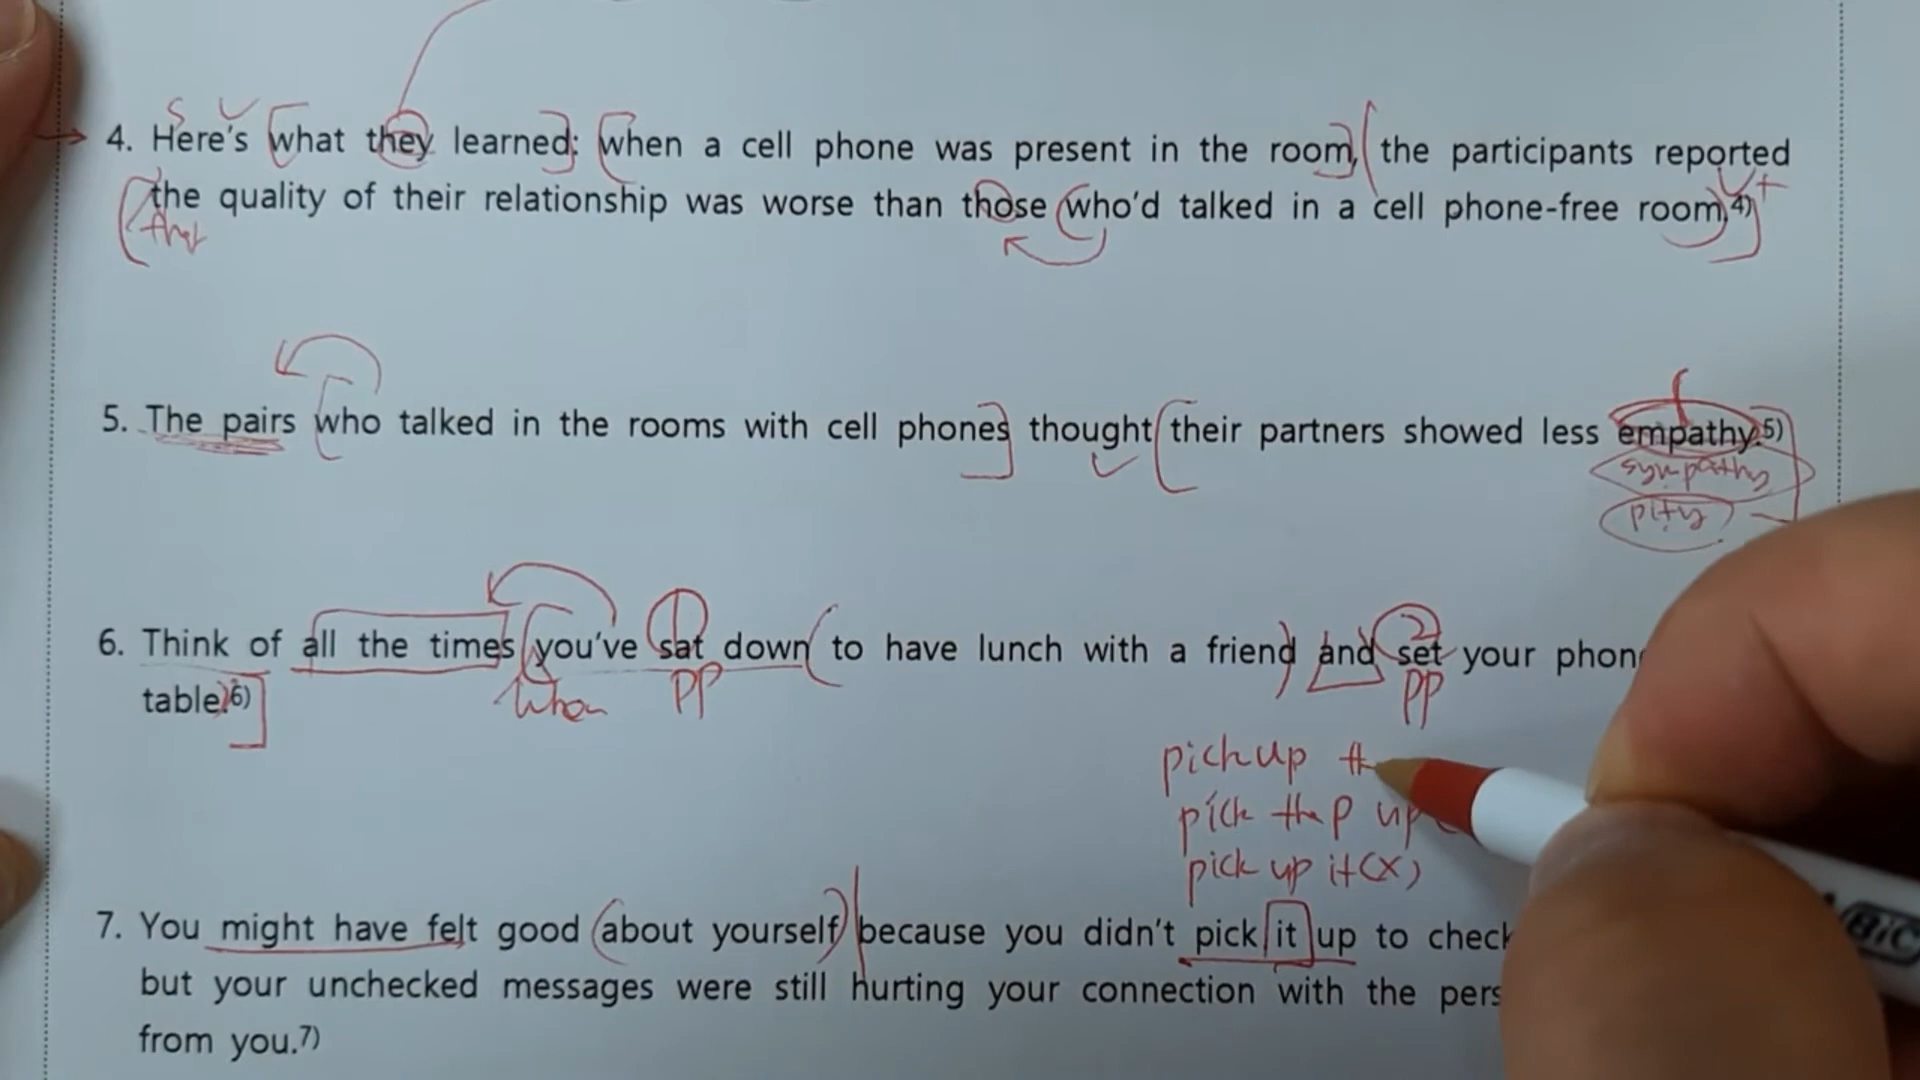 S V
4. Here's what they learned: when a cell phone was present in the room, the participants reported
the quality of their relationship was worse than those who'd talked in a cell phone-free room.4)
that
5. The pairs who talked in the rooms with cell phones thought their partners showed less empathy.5)
sympathy
pity
1 2
6. Think of all the times you've sat down to have lunch with a friend and set your phone
when PP PP
table.6)
pick up th
pick the P up
pick up it(X)
7. You might have felt good about yourself because you didn't pick it up to check
but your unchecked messages were still hurting your connection with the pers
from you.7)
BiC